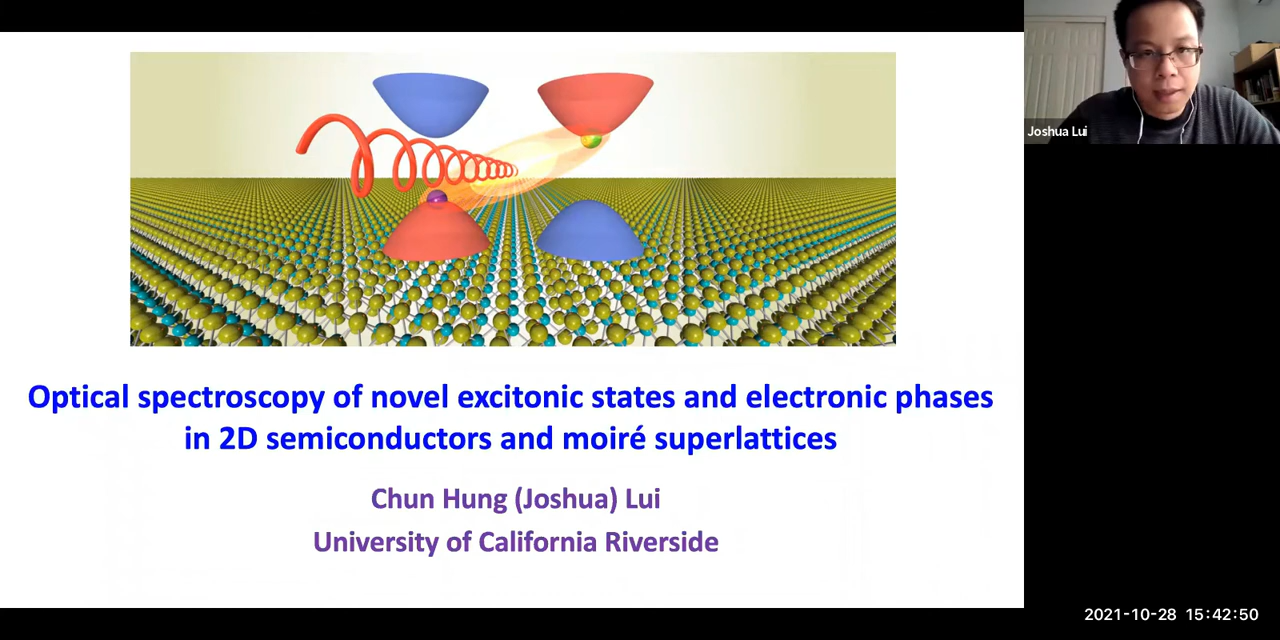 Joshua Lui
Optical spectroscopy of novel excitonic states and electronic phases
in 2D semiconductors and moiré superlattices
Chun Hung (Joshua) Lui
University of California Riverside
2021-10-28 15:42:50